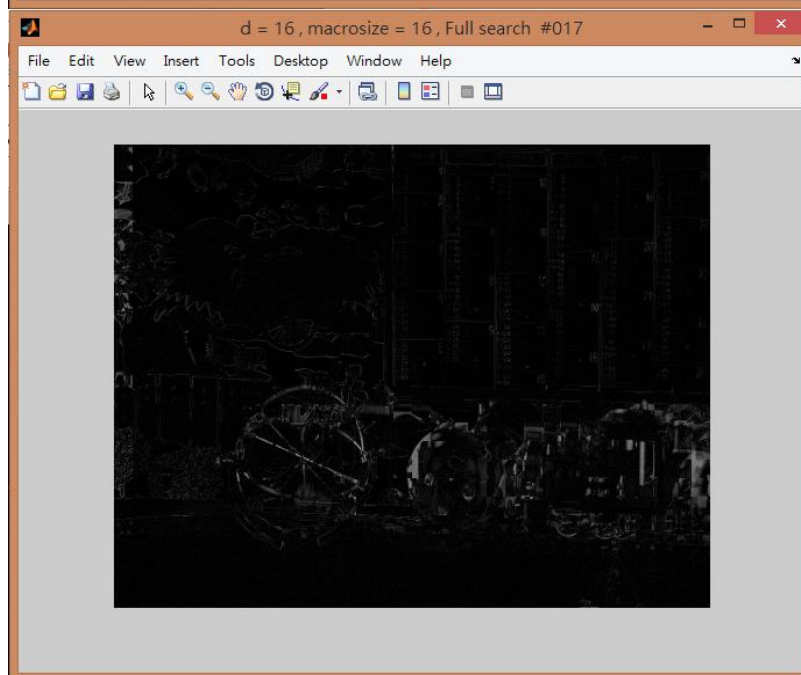 d = 16 , macrosize = 16 , Full search #017
File Edit View Insert Tools Desktop Window Help